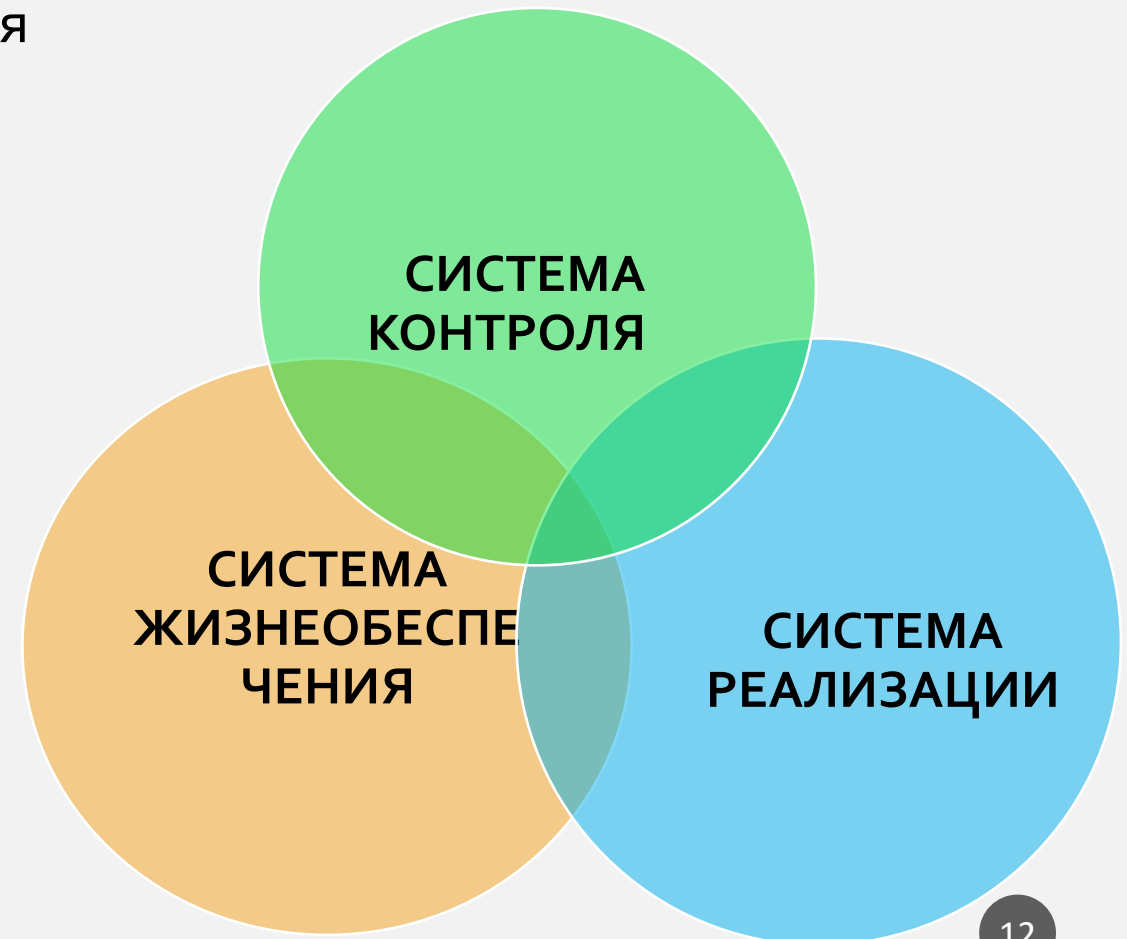 я
СИСТЕМА
КОНТРОЛЯ
СИСТЕМА
ЖИЗНЕОБЕСПЕ
ЧЕНИЯ
СИСТЕМА
РЕАЛИЗАЦИИ
12